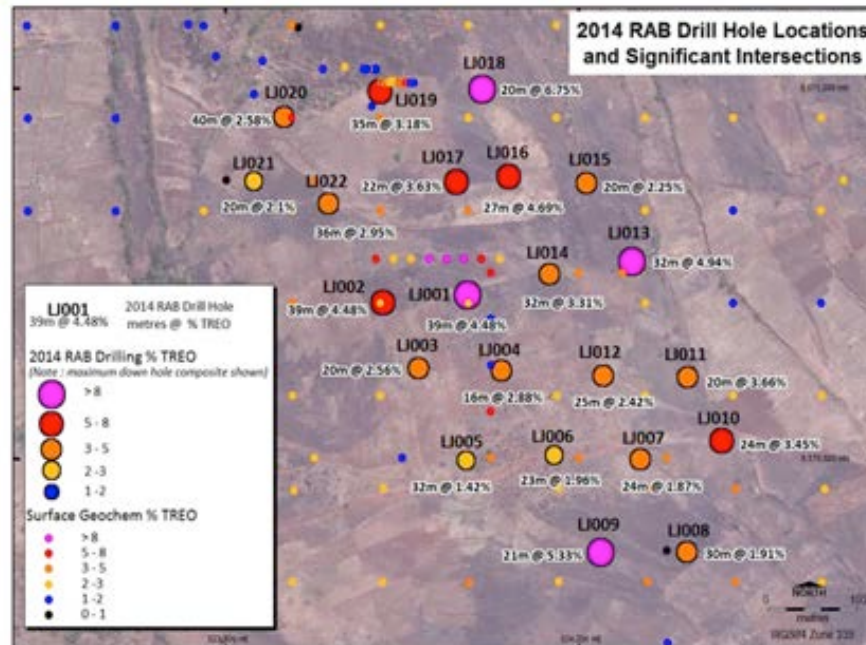 2014 RAB Drill Hole Locations
and Significant Intersections
LJ018
20m @ 6.75%
LJ019
35m @ 3.18%
LJ020
40m @ 2.58%
LJ021
20m @ 2.1%
LJ022
36m @ 2.95%
LJ017
22m @ 3.63%
LJ016
27m @ 4.69%
LJ015
20m @ 2.25%
LJ013
32m @ 4.94%
LJ014
32m @ 3.31%
LJ002
39m @ 4.48%
LJ001
39m @ 4.48%
LJ003
20m @ 2.56%
LJ004
16m @ 2.88%
LJ012
25m @ 2.42%
LJ011
20m @ 3.66%
LJ010
24m @ 3.45%
LJ005
32m @ 1.42%
LJ006
23m @ 1.96%
LJ007
24m @ 1.87%
LJ009
21m @ 5.33%
LJ008
30m @ 1.91%
LJ001 2014 RAB Drill Hole
39m @ 4.48% metres @ % TREO
2014 RAB Drilling % TREO
(Note : maximum down hole composite shown)
>8
5 - 8
3 - 5
2 - 3
1 - 2
Surface Geochem % TREO
>8
5 - 8
3 - 5
2 - 3
1 - 2
0 - 1
NORTH
0
metres